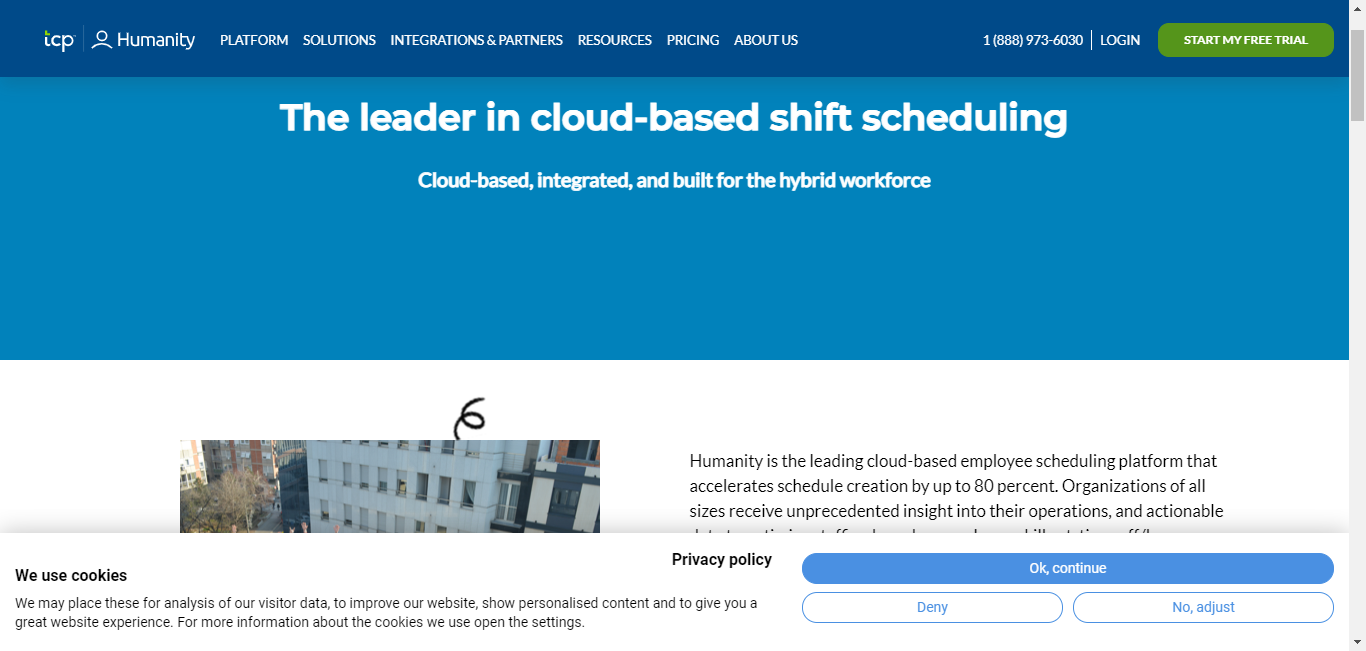 tcp Humanity PLATFORM SOLUTIONS INTEGRATIONS & PARTNERS RESOURCES PRICING ABOUT US 1 (888) 973-6030 LOGIN START MY FREE TRIAL
The leader in cloud-based shift scheduling
Cloud-based, integrated, and built for the hybrid workforce
Humanity is the leading cloud-based employee scheduling platform that
accelerates schedule creation by up to 80 percent. Organizations of all
sizes receive unprecedented insight into their operations, and actionable
We use cookies
We may place these for analysis of our visitor data, to improve our website, show personalised content and to give you a
great website experience. For more information about the cookies we use open the settings.
Privacy policy
Ok, continue
Deny
No, adjust